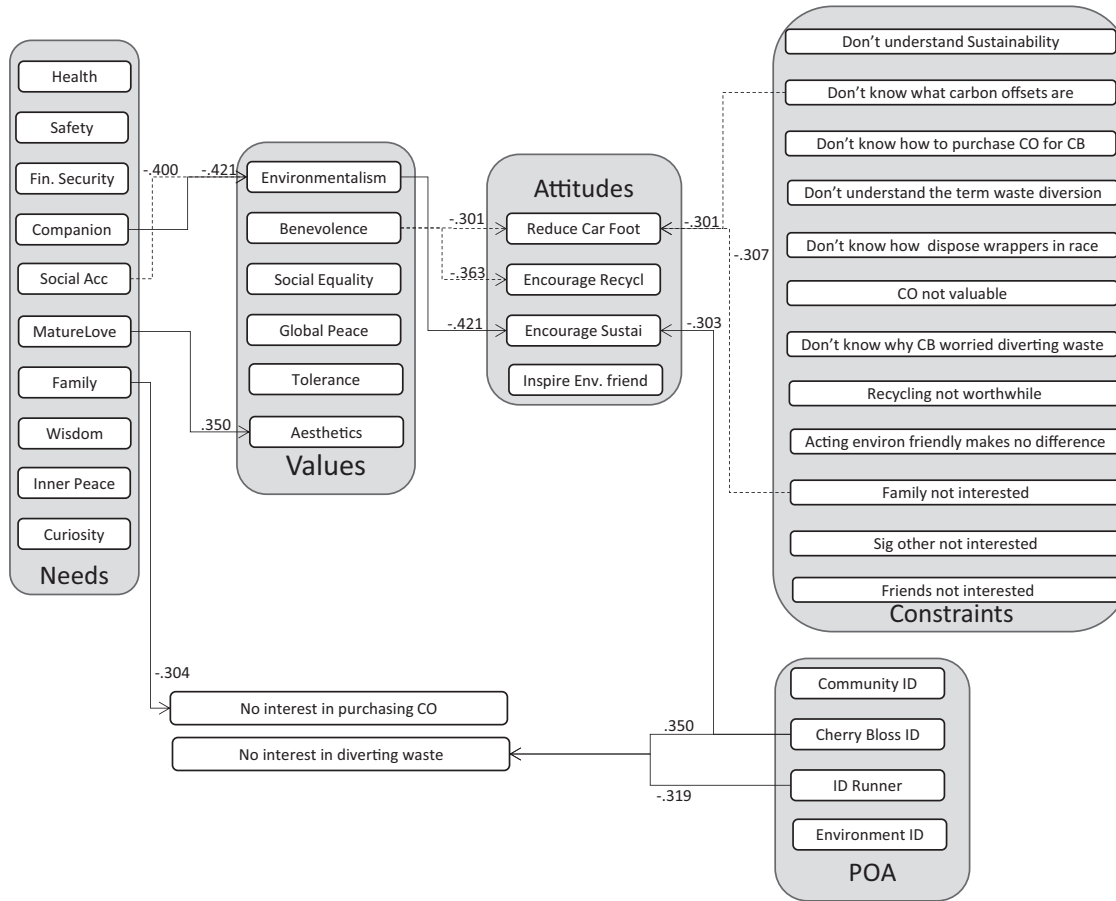 Health
Safety
Fin. Security
Companion
Social Acc
MatureLove
Family
Wisdom
Inner Peace
Curiosity
Needs
-.400
-.421
.350
-.304
Environmentalism
Benevolence
Social Equality
Global Peace
Tolerance
Aesthetics
Values
-.301
-.363
-.421
Attitudes
Reduce Car Foot
Encourage Recycl
Encourage Sustai
Inspire Env. friend
-.301
-.307
-.303
Don't understand Sustainability
Don't know what carbon offsets are
Don't know how to purchase CO for CB
Don't understand the term waste diversion
Don't know how dispose wrappers in race
CO not valuable
Don't know why CB worried diverting waste
Recycling not worthwhile
Acting environ friendly makes no difference
Family not interested
Sig other not interested
Friends not interested
Constraints
No interest in purchasing CO
No interest in diverting waste
.350
-.319
Community ID
Cherry Bloss ID
ID Runner
Environment ID
POA